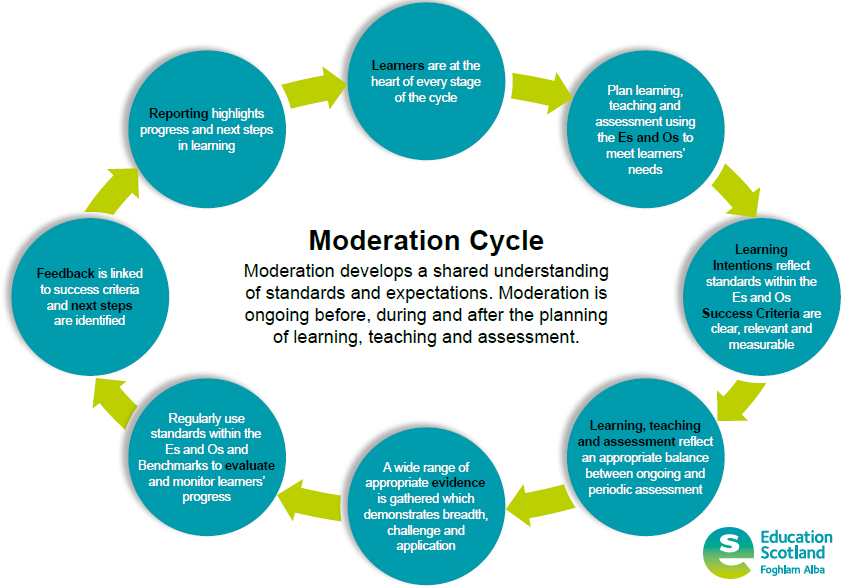 Learners are at the
heart of every stage
of the cycle
Plan learning,
teaching and
assessment using
the Es and Os to
meet learners'
needs
Learning
Intentions reflect
standards within the
Es and Os
Success Criteria are
clear, relevant and
measurable
Learning, teaching
and assessment reflect
an appropriate balance
between ongoing and
periodic assessment
A wide range of
appropriate evidence
is gathered which
demonstrates breadth,
challenge and
application
Regularly use
standards within the
Es and Os and
Benchmarks to evaluate
and monitor learners'
progress
Feedback is linked
to success criteria
and next steps
are identified
Reporting highlights
progress and next steps
in learning
Moderation Cycle
Moderation develops a shared understanding
of standards and expectations. Moderation is
ongoing before, during and after the planning
of learning, teaching and assessment.
Education
Scotland
Foghlam Alba